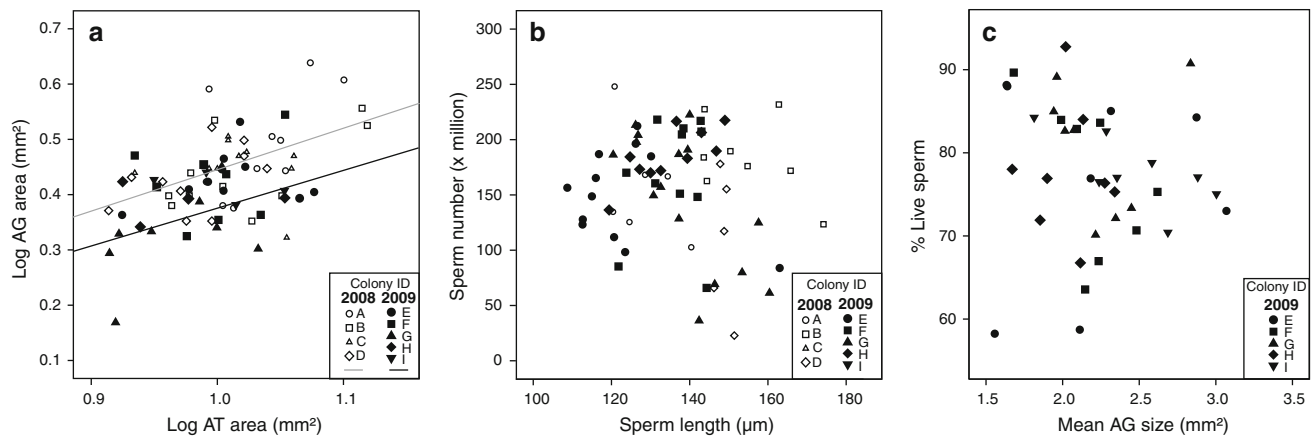 a
Log AG area (mm²)
0.7
0.6
0.5
0.4
0.3
0.2
0.1
0.9 1.0 1.1
Log AT area (mm²)
Colony ID
2008 2009
A E
B F
C G
D H
I
b
Sperm number (x million)
300
250
200
150
100
50
0
100 120 140 160 180
Sperm length (µm)
Colony ID
2008 2009
A E
B F
C G
D H
I
c
% Live sperm
90
80
70
60
1.5 2.0 2.5 3.0 3.5
Mean AG size (mm²)
Colony ID
2009
E
F
G
H
I